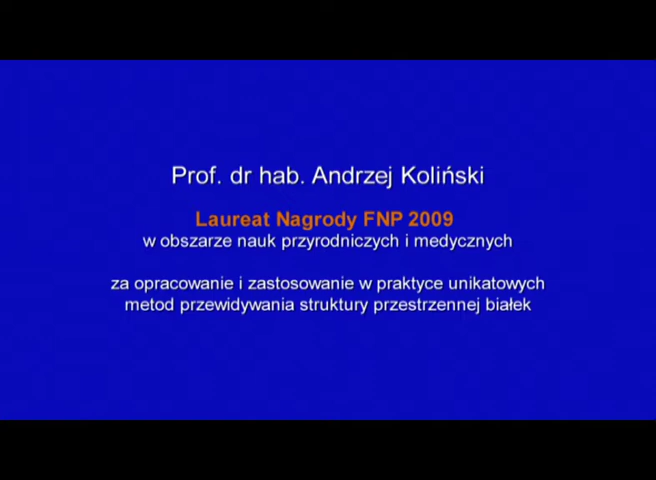 Prof. dr hab. Andrzej Koliński
Laureat Nagrody FNP 2009
w obszarze nauk przyrodniczych i medycznych
za opracowanie i zastosowanie w praktyce unikatowych
metod przewidywania struktury przestrzennej białek